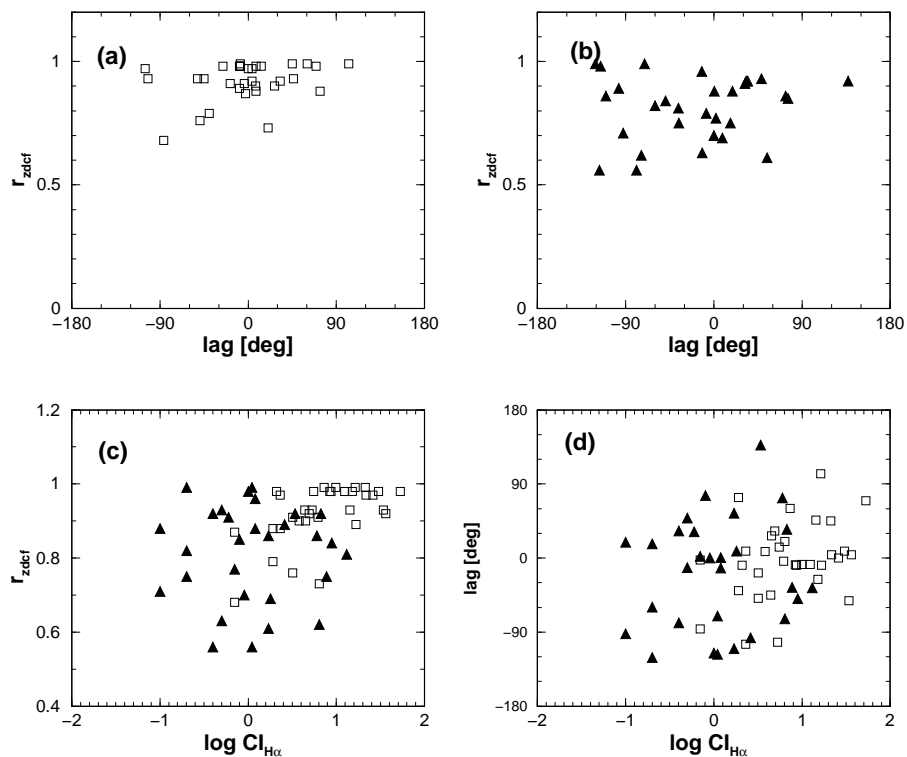 (a)
1
0.5
0
r_zdcf
−180 −90 0 90 180
lag [deg]
(b)
1
0.5
0
r_zdcf
−180 −90 0 90 180
lag [deg]
(c)
1.2
1
0.8
0.6
0.4
r_zdcf
−2 −1 0 1 2
log CI_Hα
(d)
180
90
0
−90
−180
lag [deg]
−2 −1 0 1 2
log CI_Hα